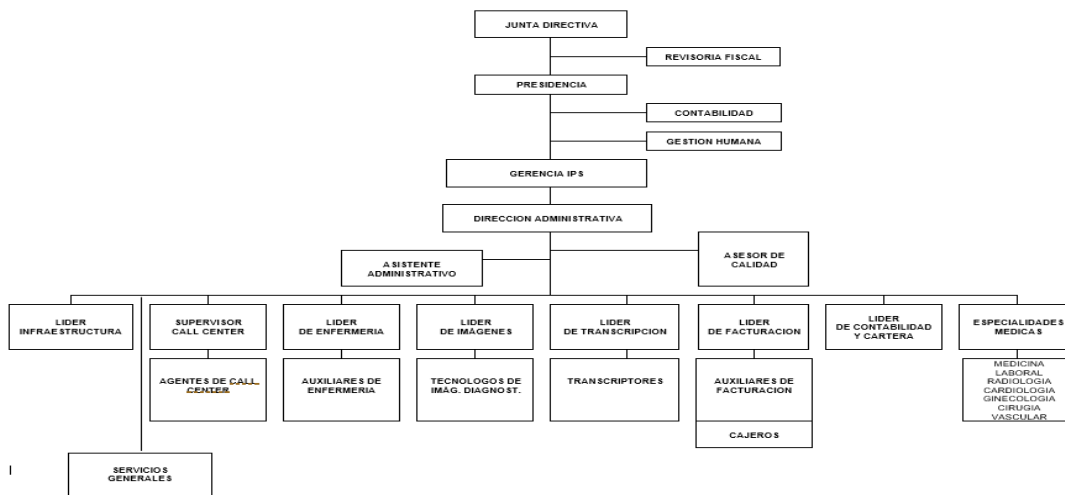 JUNTA DIRECTIVA
REVISORIA FISCAL
PRESIDENCIA
CONTABILIDAD
GESTION HUMANA
GERENCIA IPS
DIRECCION ADMINISTRATIVA
ASISTENTE
ADMINISTRATIVO
ASESOR DE
CALIDAD
LIDER
INFRAESTRUCTURA
SUPERVISOR
CALL CENTER
LIDER
DE ENFERMERIA
LIDER
DE IMÁGENES
LIDER
DE TRANSCRIPCION
LIDER
DE FACTURACION
LIDER
DE CONTABILIDAD
Y CARTERA
ESPECIALIDADES
MEDICAS
AGENTES DE CALL
CENTER
AUXILIARES DE
ENFERMERIA
TECNOLOGOS DE
IMÁG. DIAGNOST.
TRANSCRIPTORES
AUXILIARES DE
FACTURACION
CAJEROS
MEDICINA
LABORAL
RADIOLOGIA
CARDIOLOGIA
GINECOLOGIA
CIRUGIA
VASCULAR
SERVICIOS
GENERALES